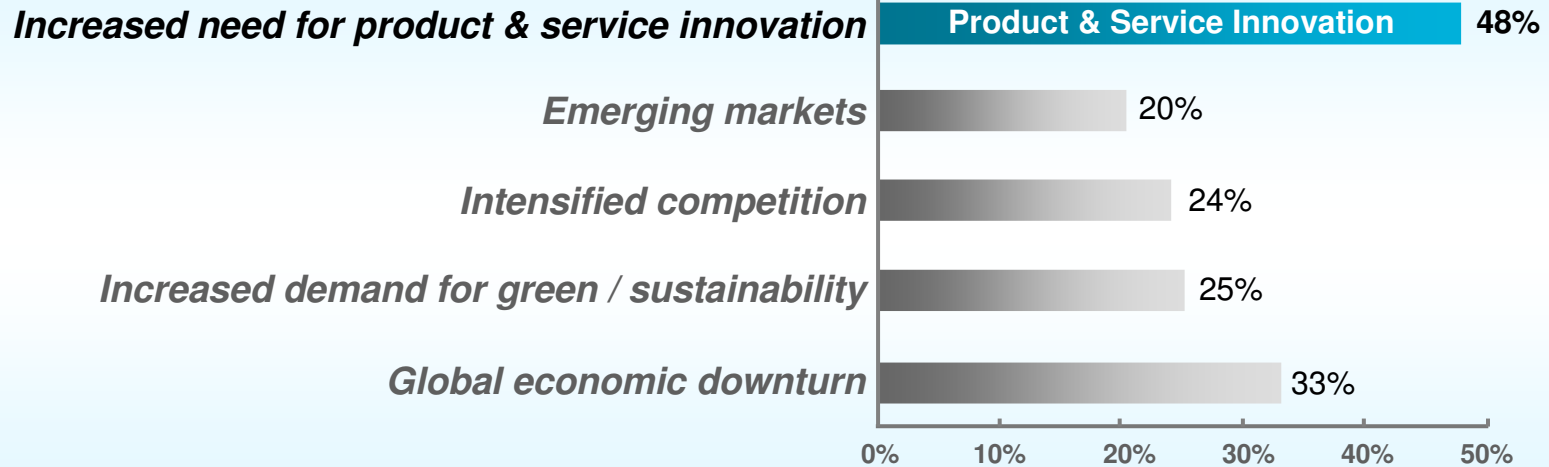 Increased need for product & service innovation Product & Service Innovation 48%
Emerging markets 20%
Intensified competition 24%
Increased demand for green / sustainability 25%
Global economic downturn 33%
0% 10% 20% 30% 40% 50%